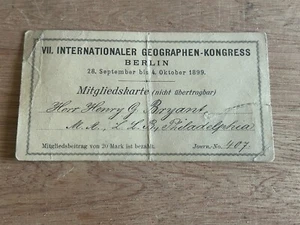 VII. INTERNATIONALER GEOGRAPHEN-KONGRESS
BERLIN
28. September bis 4. Oktober 1899.
Mitgliedskarte (nicht übertragbar)
Herr Henry G. Bryant,
M.A., L.L.B., Philadelphia
Mitgliedsbeitrag von 20 Mark ist bezahlt.
Journ.-No. 407.